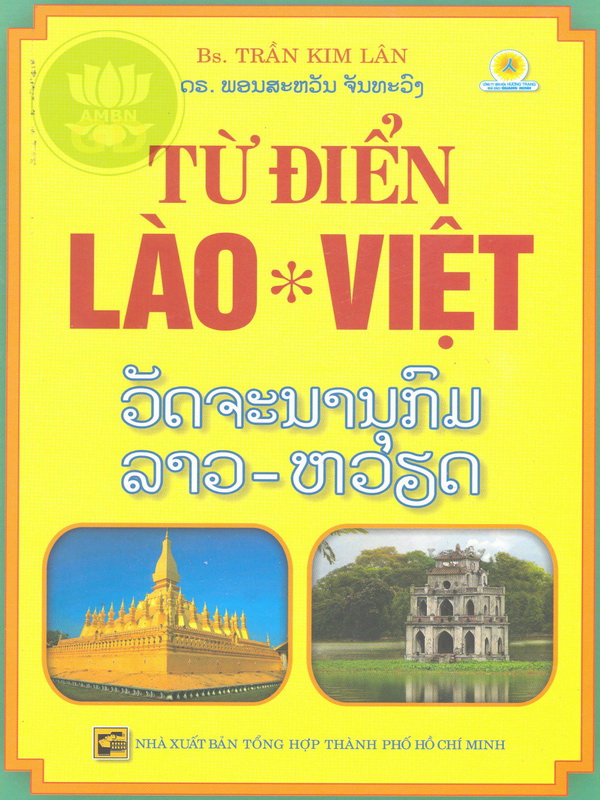 AMBN
Bs. TRẦN KIM LÂN
ດຣ. ພອນສະຫວັນ ຈັນທະວົງ
TỪ ĐIỂN
LÀO * VIỆT
ວັດຈະນານຸກົມ
ລາວ - ຫວຽດ
NHÀ XUẤT BẢN TỔNG HỢP THÀNH PHỐ HỒ CHÍ MINH